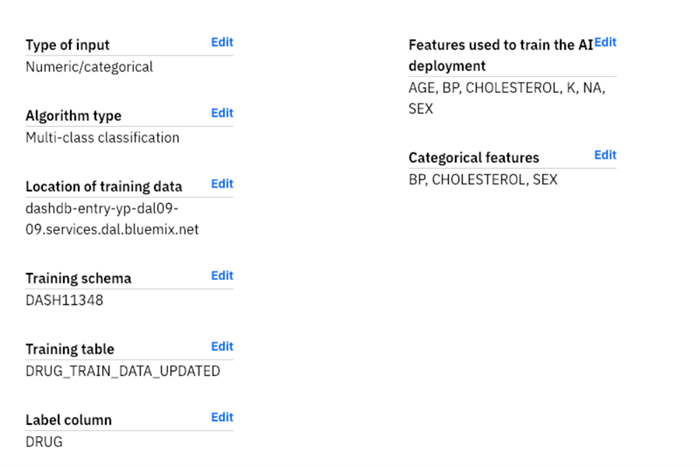 Type of input Edit
Numeric/categorical
Algorithm type Edit
Multi-class classification
Location of training data Edit
dashdb-entry-yp-dal09-
09.services.dal.bluemix.net
Training schema Edit
DASH11348
Training table Edit
DRUG_TRAIN_DATA_UPDATED
Label column Edit
DRUG
Features used to train the AI Edit
deployment
AGE, BP, CHOLESTEROL, K, NA,
SEX
Categorical features Edit
BP, CHOLESTEROL, SEX